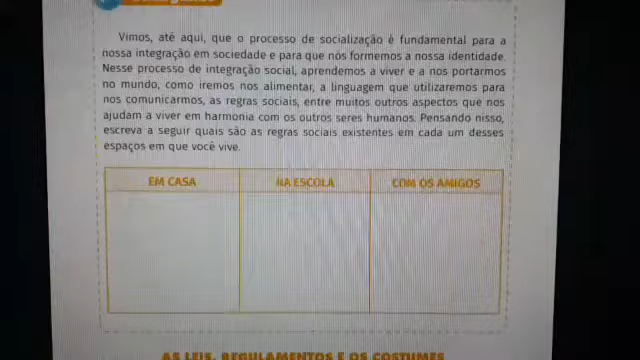 Vimos, até aqui, que o processo de socialização é fundamental para a
nossa integração em sociedade e para que nós formemos a nossa identidade.
Nesse processo de integração social, aprendemos a viver e a nos portarmos
no mundo, como iremos nos alimentar, a linguagem que utilizaremos para
nos comunicarmos, as regras sociais, entre muitos outros aspectos que nos
ajudam a viver em harmonia com os outros seres humanos. Pensando nisso,
escreva a seguir quais são as regras sociais existentes em cada um desses
espaços em que você vive.
EM CASA
NA ESCOLA
COM OS AMIGOS
AS LEIS, REGULAMENTOS E OS COSTUMES